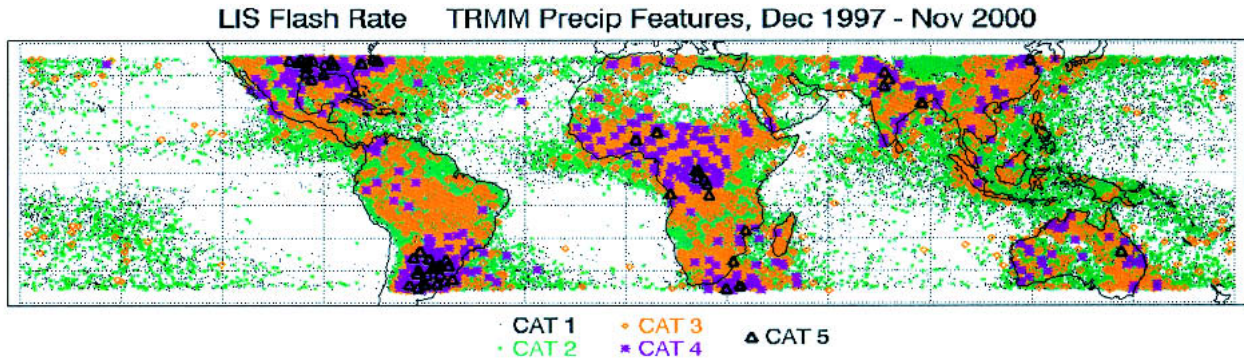 LIS Flash Rate TRMM Precip Features, Dec 1997 - Nov 2000
CAT 1 CAT 3 CAT 5
CAT 2 CAT 4